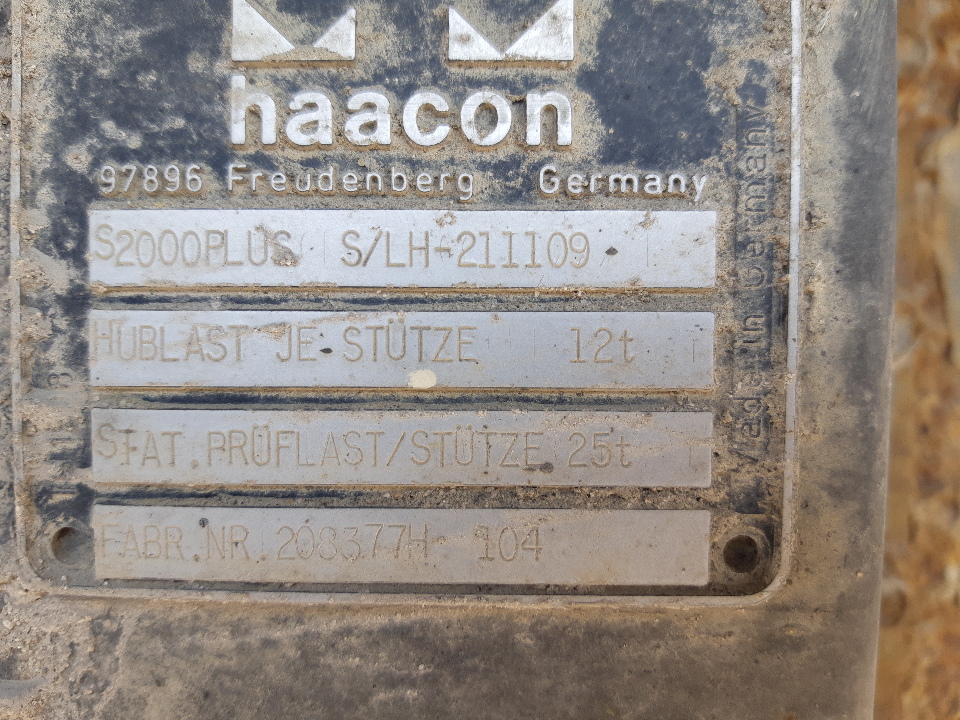 haacon
97896 Freudenberg Germany
S2000PLUS S/LH-211109
HUBLAST JE STÜTZE 12t
STAT.PRÜFLAST/STÜTZE 25t
FABR.NR.208377H 104
Made in Germany